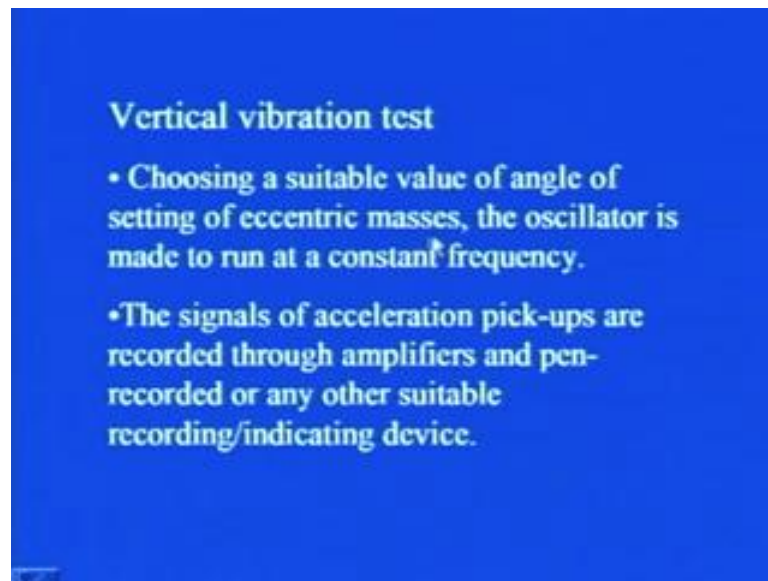 Vertical vibration test
• Choosing a suitable value of angle of
setting of eccentric masses, the oscillator is
made to run at a constant frequency.
•The signals of acceleration pick-ups are
recorded through amplifiers and pen-
recorded or any other suitable
recording/indicating device.